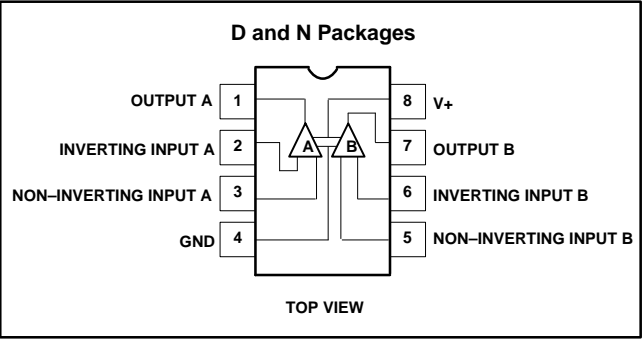 D and N Packages
OUTPUT A 1 8 V+
INVERTING INPUT A 2 A B 7 OUTPUT B
NON–INVERTING INPUT A 3 6 INVERTING INPUT B
GND 4 5 NON–INVERTING INPUT B
TOP VIEW